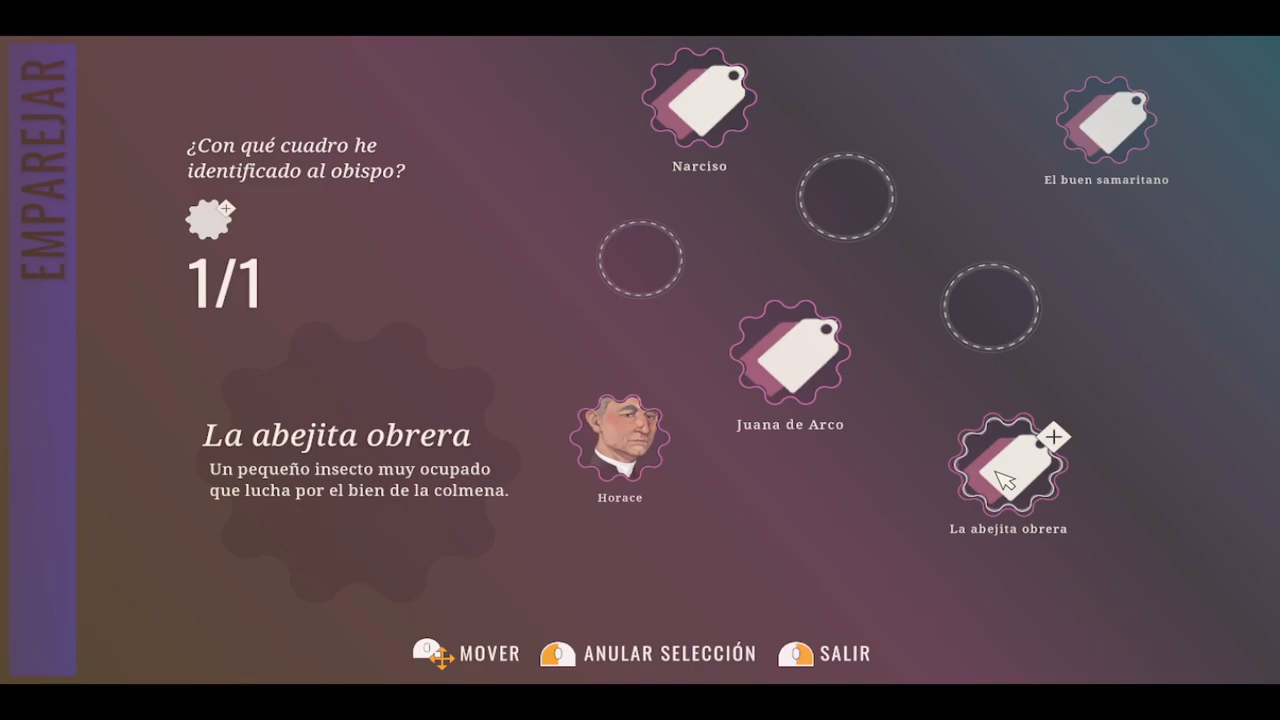 EMPAREJAR
¿Con qué cuadro he
identificado al obispo?
1/1
La abejita obrera
Un pequeño insecto muy ocupado
que lucha por el bien de la colmena.
Narciso
El buen samaritano
Juana de Arco
Horace
La abejita obrera
MOVER ANULAR SELECCIÓN SALIR